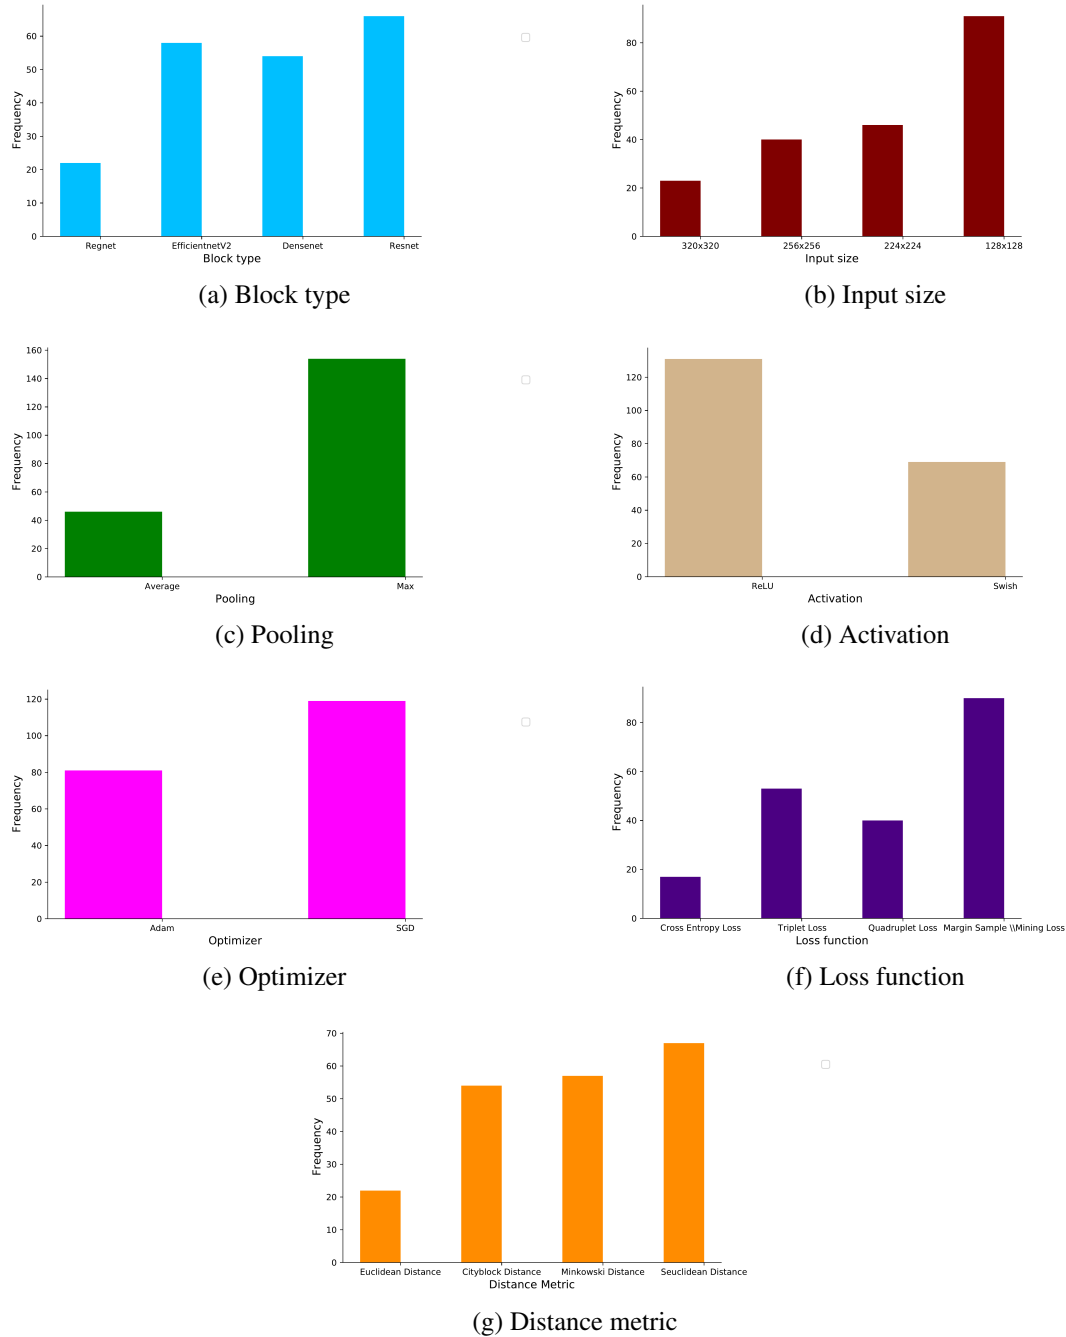 60
50
40
30
20
10
0
Frequency
Regnet EfficientnetV2 Densenet Resnet
Block type
(a) Block type
80
60
40
20
0
Frequency
320x320 256x256 224x224 128x128
Input size
(b) Input size
160
140
120
100
80
60
40
20
0
Frequency
Average Max
Pooling
(c) Pooling
120
100
80
60
40
20
0
Frequency
ReLU Swish
Activation
(d) Activation
120
100
80
60
40
20
0
Frequency
Adam SGD
Optimizer
(e) Optimizer
80
60
40
20
0
Frequency
Cross Entropy Loss Triplet Loss Quadruplet Loss Margin Sample \\Mining Loss
Loss function
(f) Loss function
70
60
50
40
30
20
10
0
Frequency
Euclidean Distance Cityblock Distance Minkowski Distance Seuclidean Distance
Distance Metric
(g) Distance metric